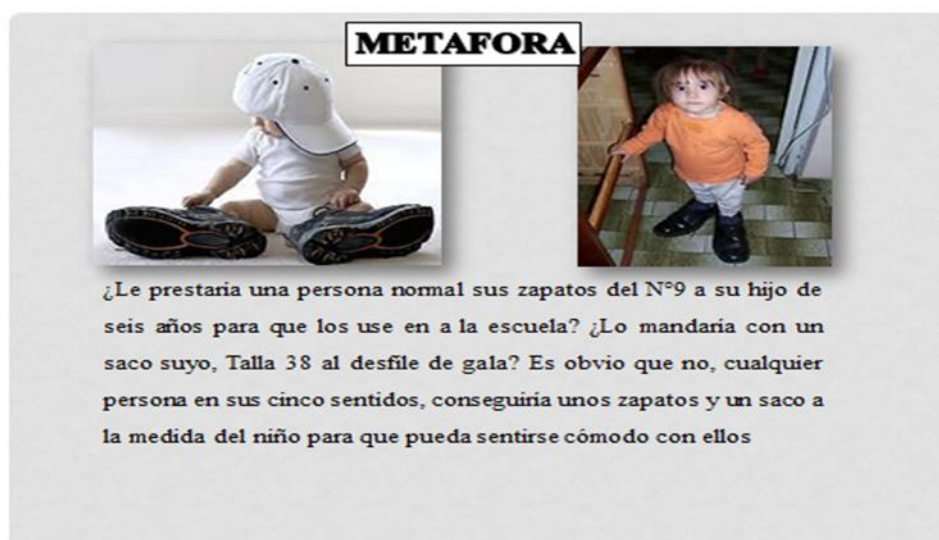 METAFORA
¿Le prestaria una persona normal sus zapatos del N°9 a su hijo de
seis años para que los use en a la escuela? ¿Lo mandaria con un
saco suyo, Talla 38 al desfile de gala? Es obvio que no, cualquier
persona en sus cinco sentidos, conseguiria unos zapatos y un saco a
la medida del niño para que pueda sentirse cómodo con ellos